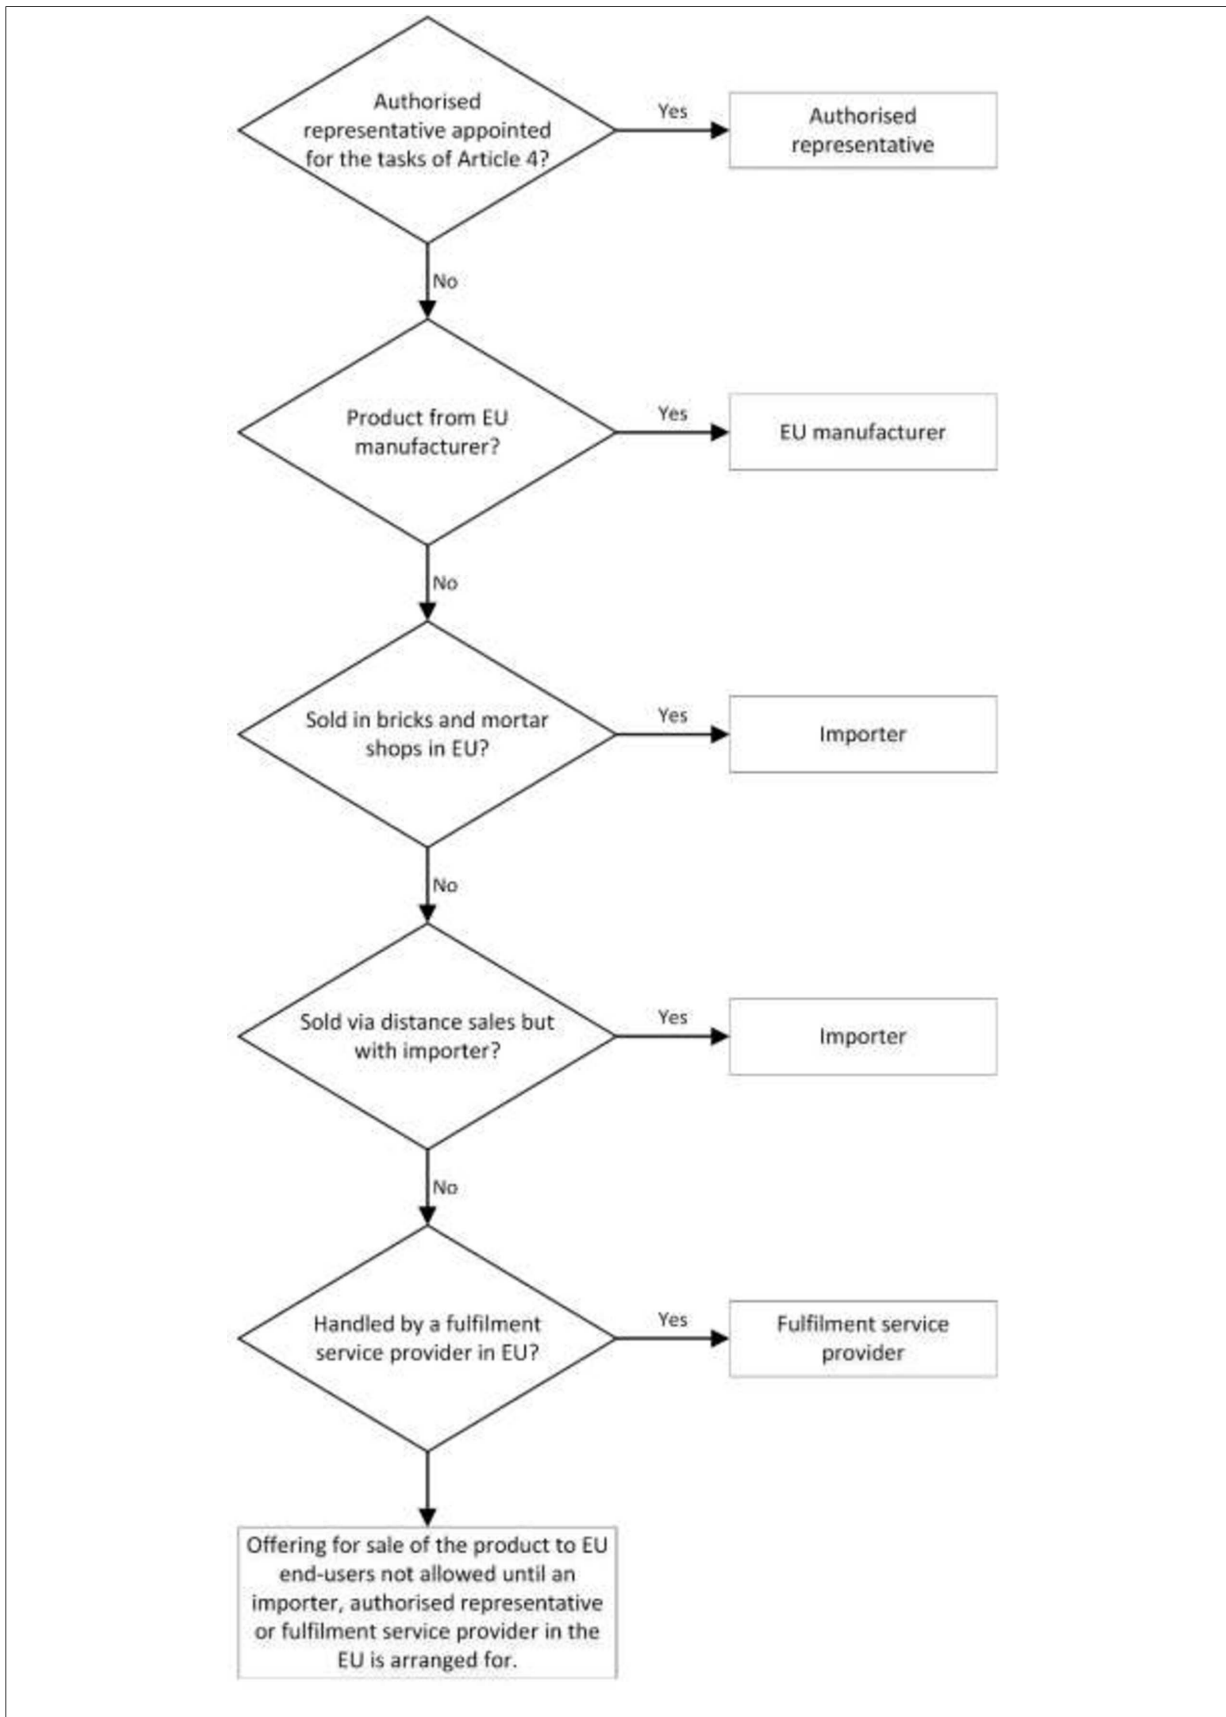 Authorised
representative appointed
for the tasks of Article 4?
Yes
Authorised
representative
No
Product from EU
manufacturer?
Yes
EU manufacturer
No
Sold in bricks and mortar
shops in EU?
Yes
Importer
No
Sold via distance sales but
with importer?
Yes
Importer
No
Handled by a fulfilment
service provider in EU?
Yes
Fulfilment service
provider
Offering for sale of the product to EU
end-users not allowed until an
importer, authorised representative
or fulfilment service provider in the
EU is arranged for.